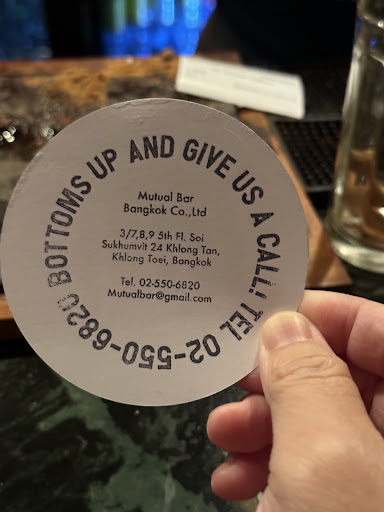 BOTTOMS UP AND GIVE US A CALL! TEL 02-550-6820
Mutual Bar
Bangkok Co.,Ltd
3/7,8,9 5th Fl. Soi
Sukhumvit 24 Khlong Tan,
Khlong Toei, Bangkok
Tel. 02-550-6820
Mutualbar@gmail.com